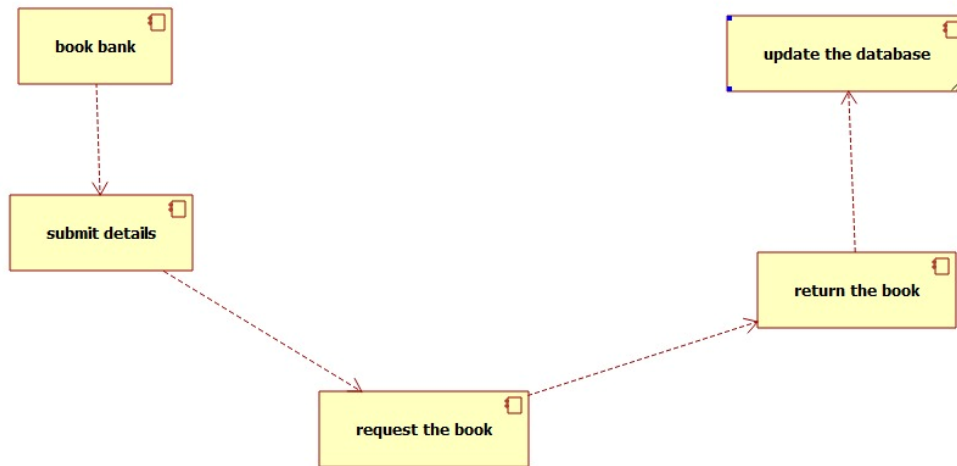 book bank
submit details
request the book
return the book
update the database